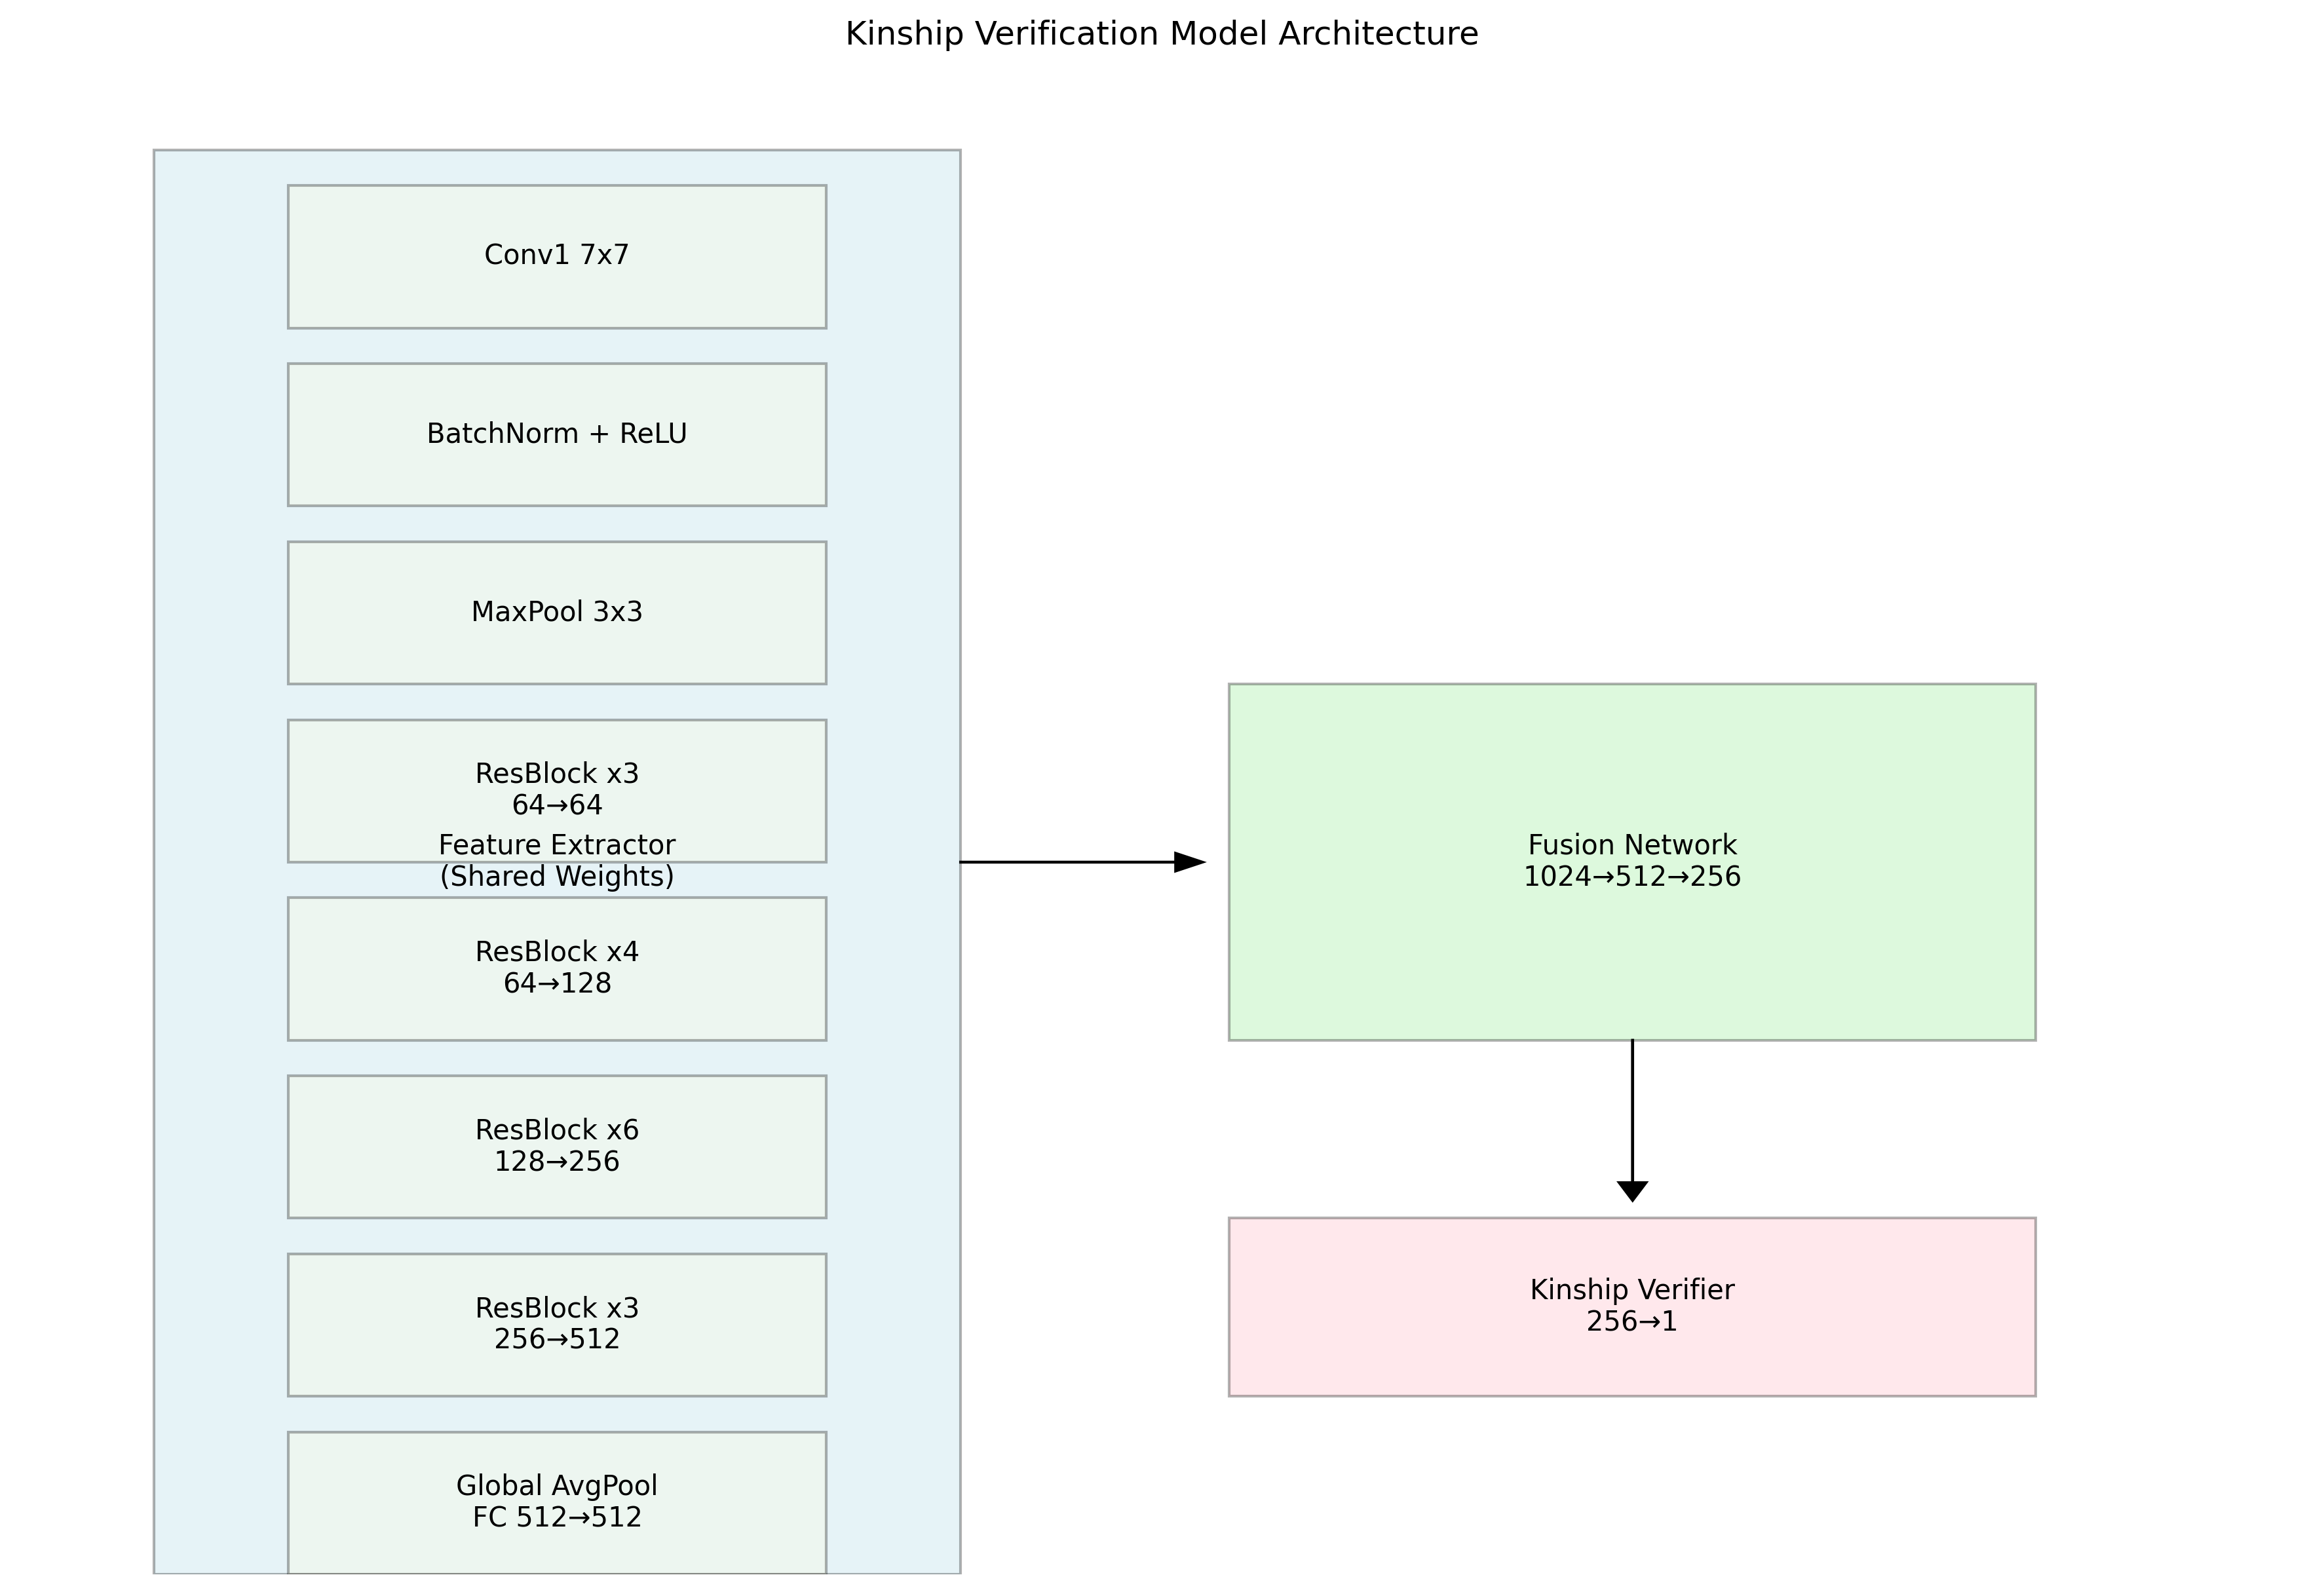 Kinship Verification Model Architecture
Conv1 7x7
BatchNorm + ReLU
MaxPool 3x3
ResBlock x3
64→64
Feature Extractor
(Shared Weights)
ResBlock x4
64→128
ResBlock x6
128→256
ResBlock x3
256→512
Global AvgPool
FC 512→512
Fusion Network
1024→512→256
Kinship Verifier
256→1